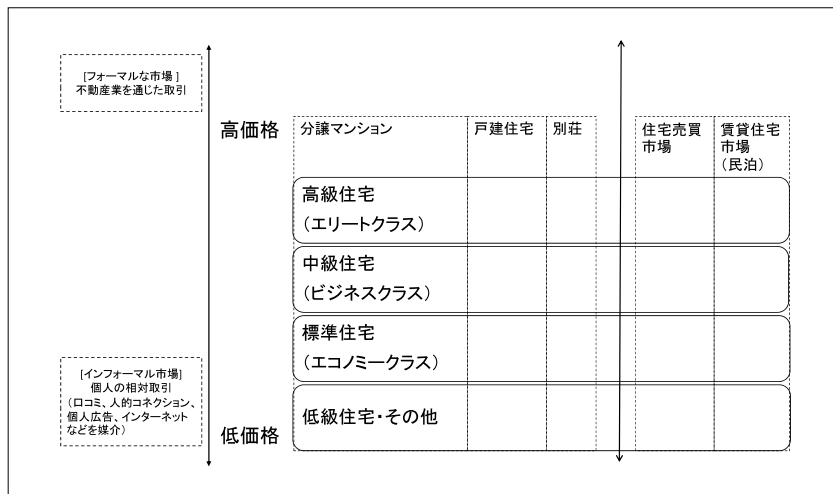 [フォーマルな市場]
不動産業を通じた取引
高価格
分譲マンション
戸建住宅
別荘
住宅売買
市場
賃貸住宅
市場
(民泊)
高級住宅
(エリートクラス)
中級住宅
(ビジネスクラス)
標準住宅
(エコノミークラス)
[インフォーマル市場]
個人の相対取引
(口コミ、人的コネクション、
個人広告、インターネット
などを媒介)
低級住宅・その他
低価格